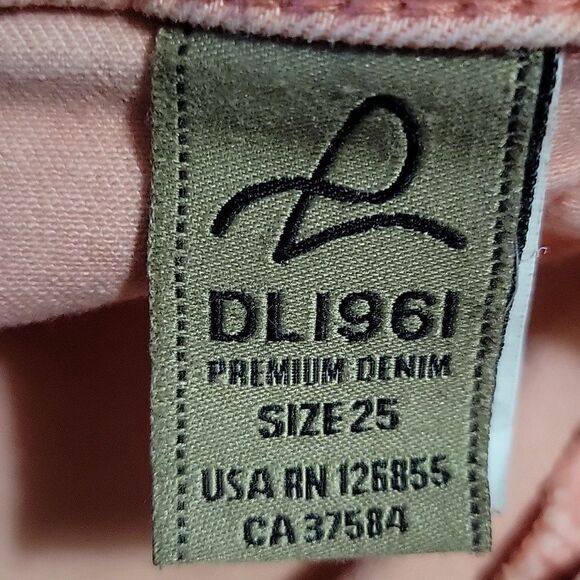 DL1961
PREMIUM DENIM
SIZE 25
USA RN 126855
CA 37584